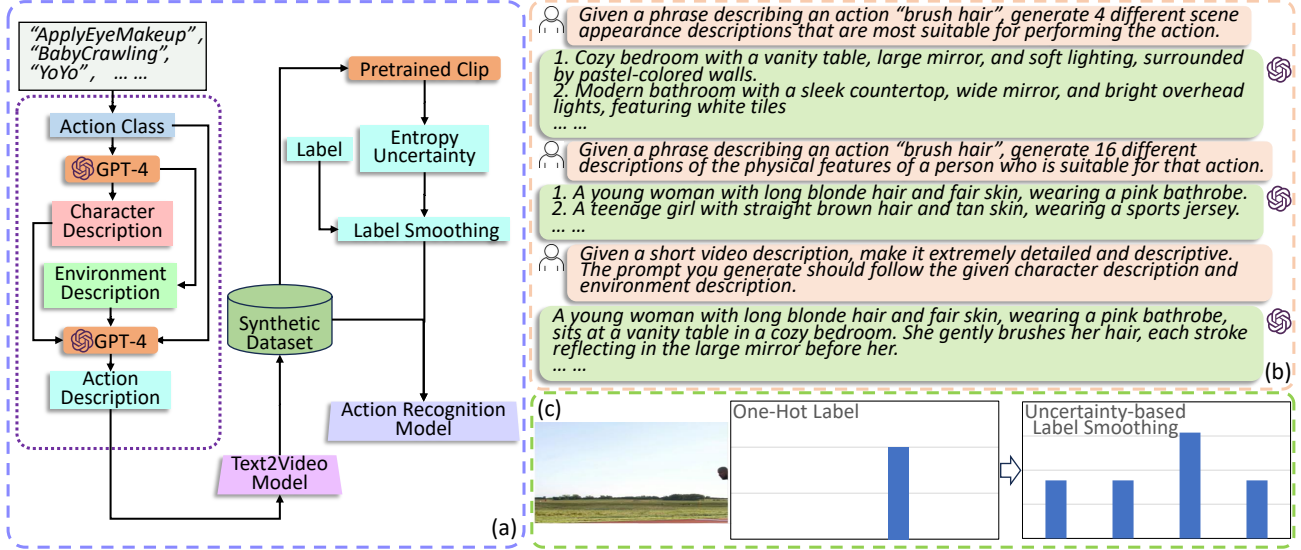 “ApplyEyeMakeup” ,
“BabyCrawling”,
“YoYo” , … …
Action Class
GPT-4
Character
Description
Environment
Description
GPT-4
Action
Description
Pretrained Clip
Label
Entropy
Uncertainty
Label Smoothing
Synthetic
Dataset
Action Recognition
Model
Text2Video
Model
(a)
Given a phrase describing an action “brush hair”, generate 4 different scene
appearance descriptions that are most suitable for performing the action.
1. Cozy bedroom with a vanity table, large mirror, and soft lighting, surrounded
by pastel-colored walls.
2. Modern bathroom with a sleek countertop, wide mirror, and bright overhead
lights, featuring white tiles
… …
Given a phrase describing an action “brush hair”, generate 16 different
descriptions of the physical features of a person who is suitable for that action.
1. A young woman with long blonde hair and fair skin, wearing a pink bathrobe.
2. A teenage girl with straight brown hair and tan skin, wearing a sports jersey.
… …
Given a short video description, make it extremely detailed and descriptive.
The prompt you generate should follow the given character description and
environment description.
A young woman with long blonde hair and fair skin, wearing a pink bathrobe,
sits at a vanity table in a cozy bedroom. She gently brushes her hair, each stroke
reflecting in the large mirror before her.
… …
(b)
(c)
One-Hot Label
Uncertainty-based
Label Smoothing